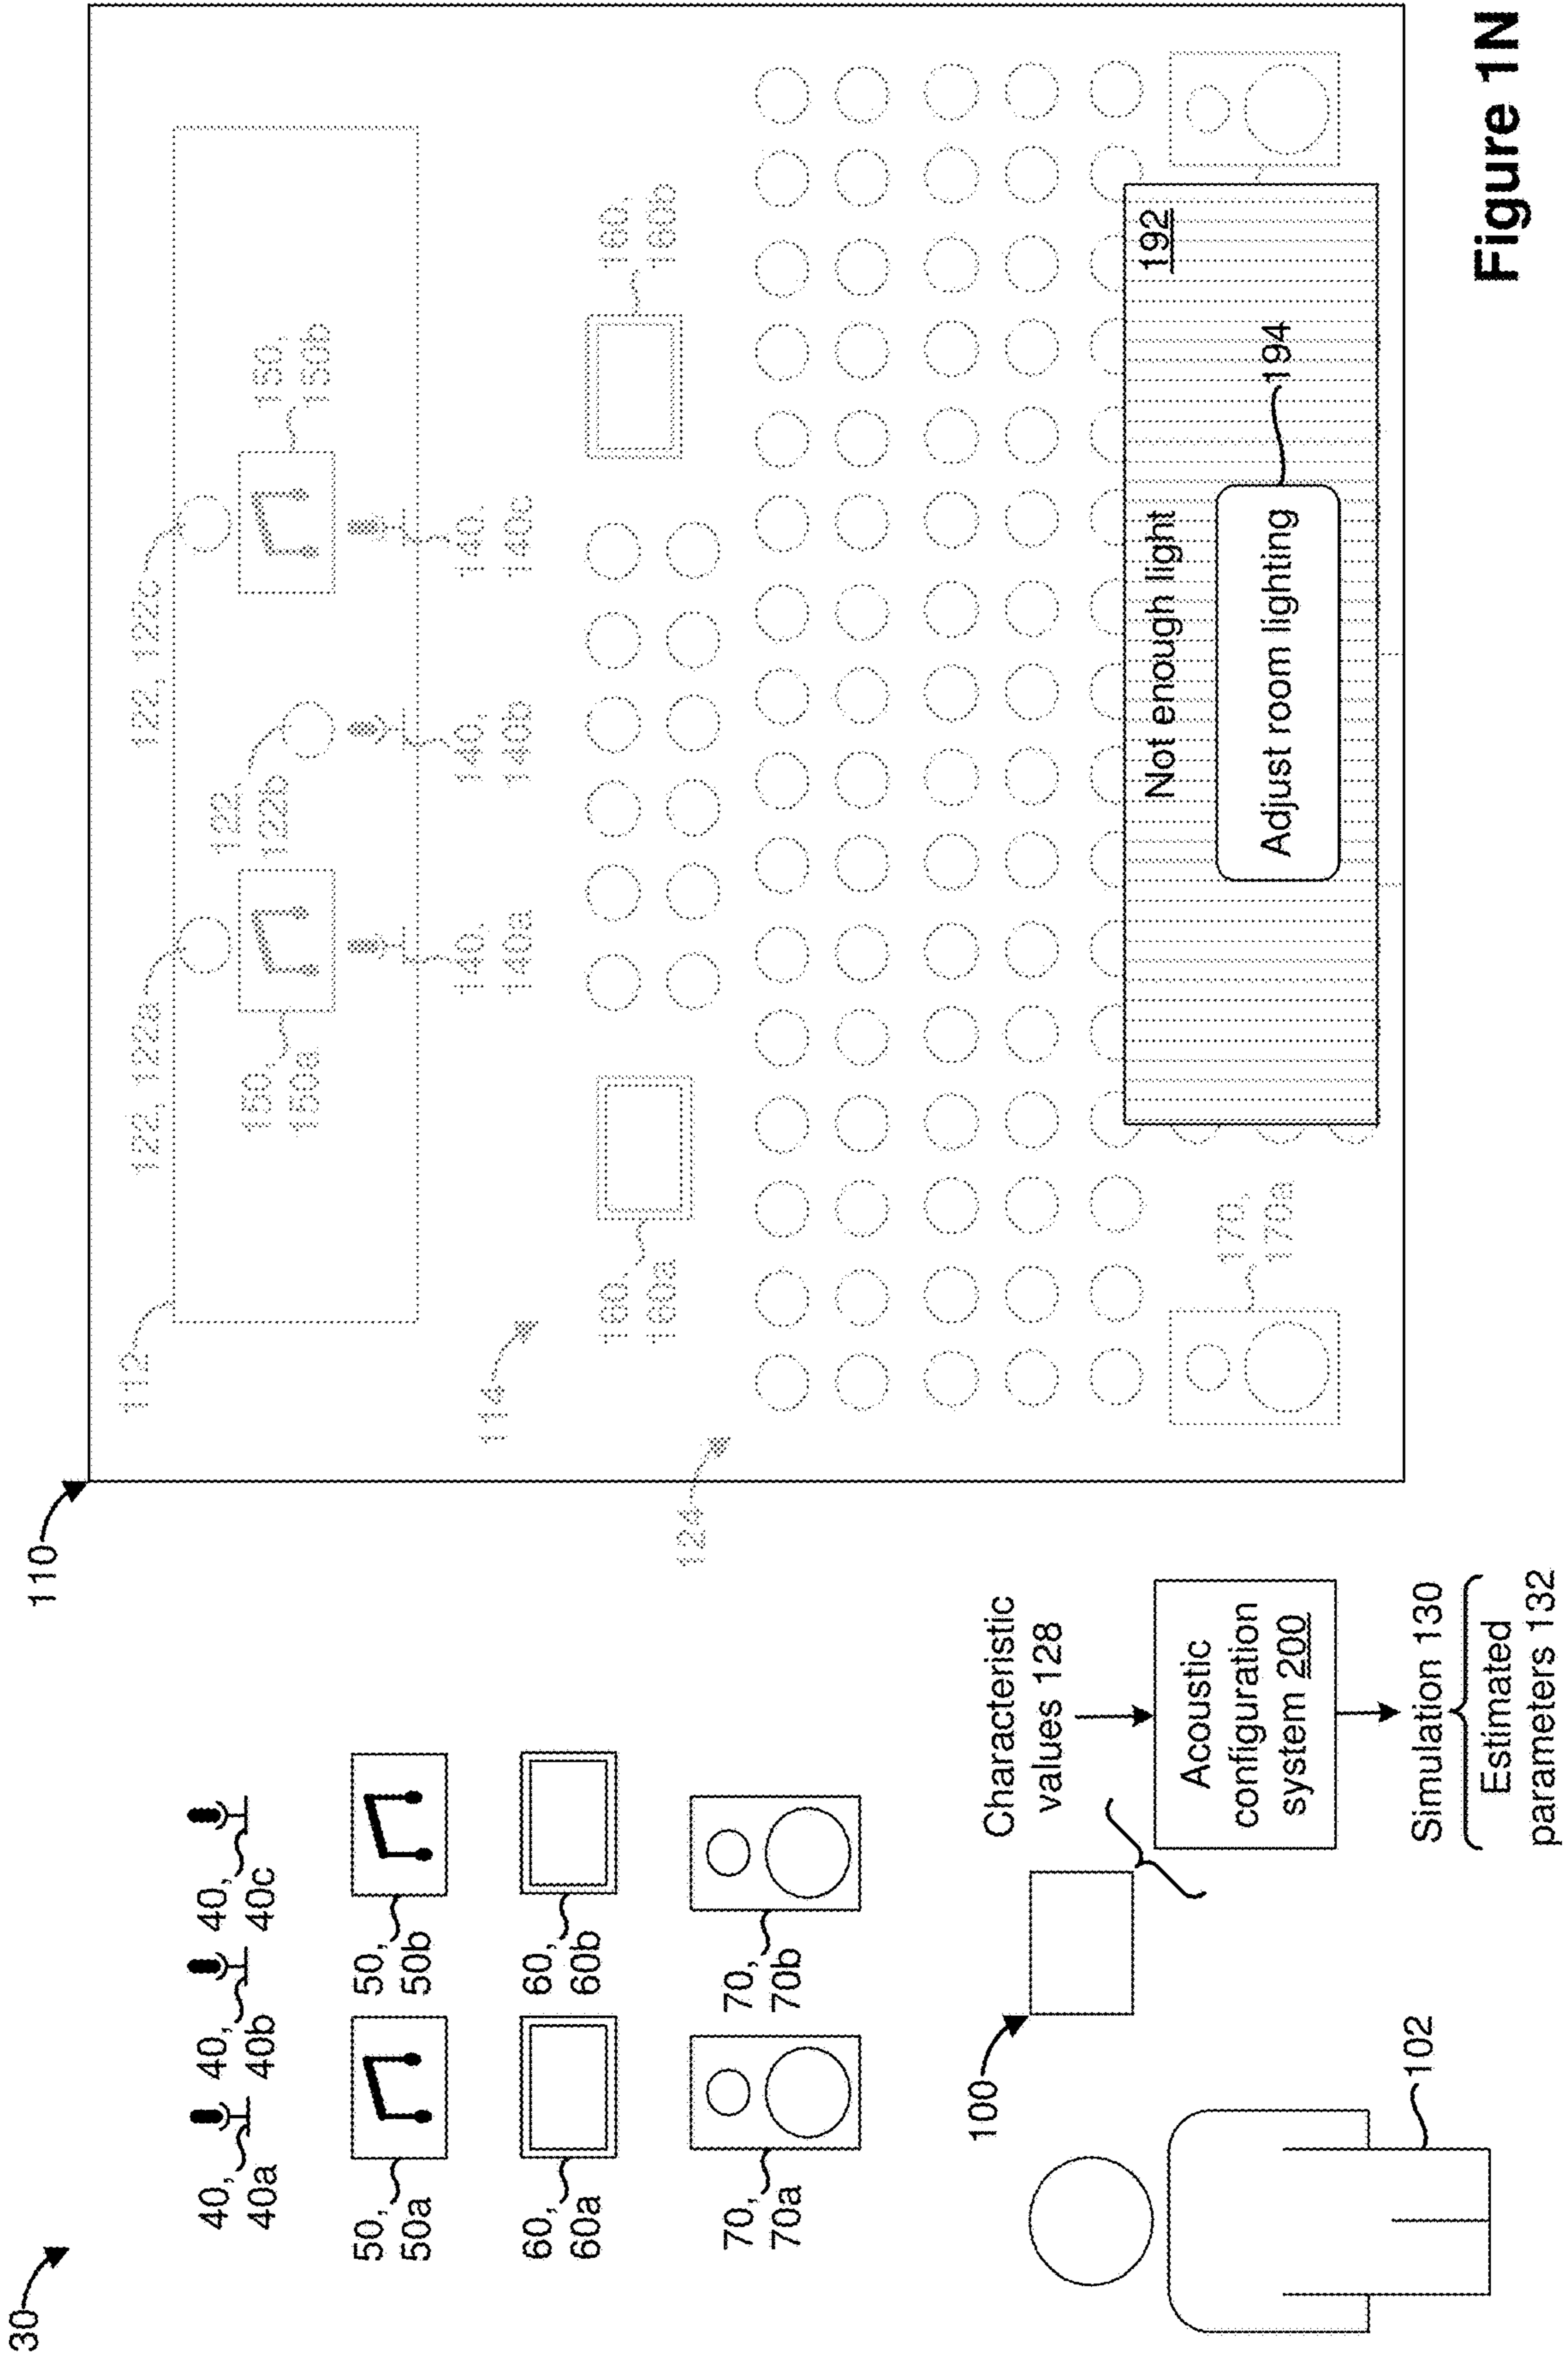 30
40,
40a
40,
40b
40,
40c
50,
50a
50,
50b
60,
60a
60,
60b
70,
70a
70,
70b
100
102
Characteristic
values 128
Acoustic
configuration
system 200
Simulation 130
Estimated
parameters 132
110
112
122, 122a
122,
122b
122, 122c
150,
150a
150,
150b
140,
140a
140,
140b
140,
140c
114
160,
160a
160,
160b
124
170,
170a
192
Not enough light
Adjust room lighting
194
Figure 1N